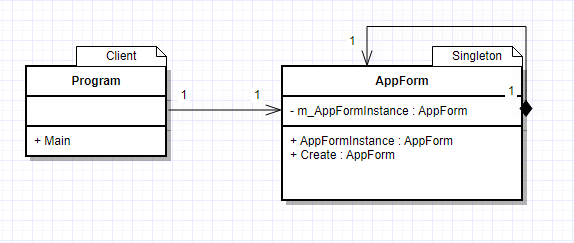 Client
Program
+ Main
1
1
1
Singleton
AppForm
1
- m_AppFormInstance : AppForm
+ AppFormInstance : AppForm
+ Create : AppForm